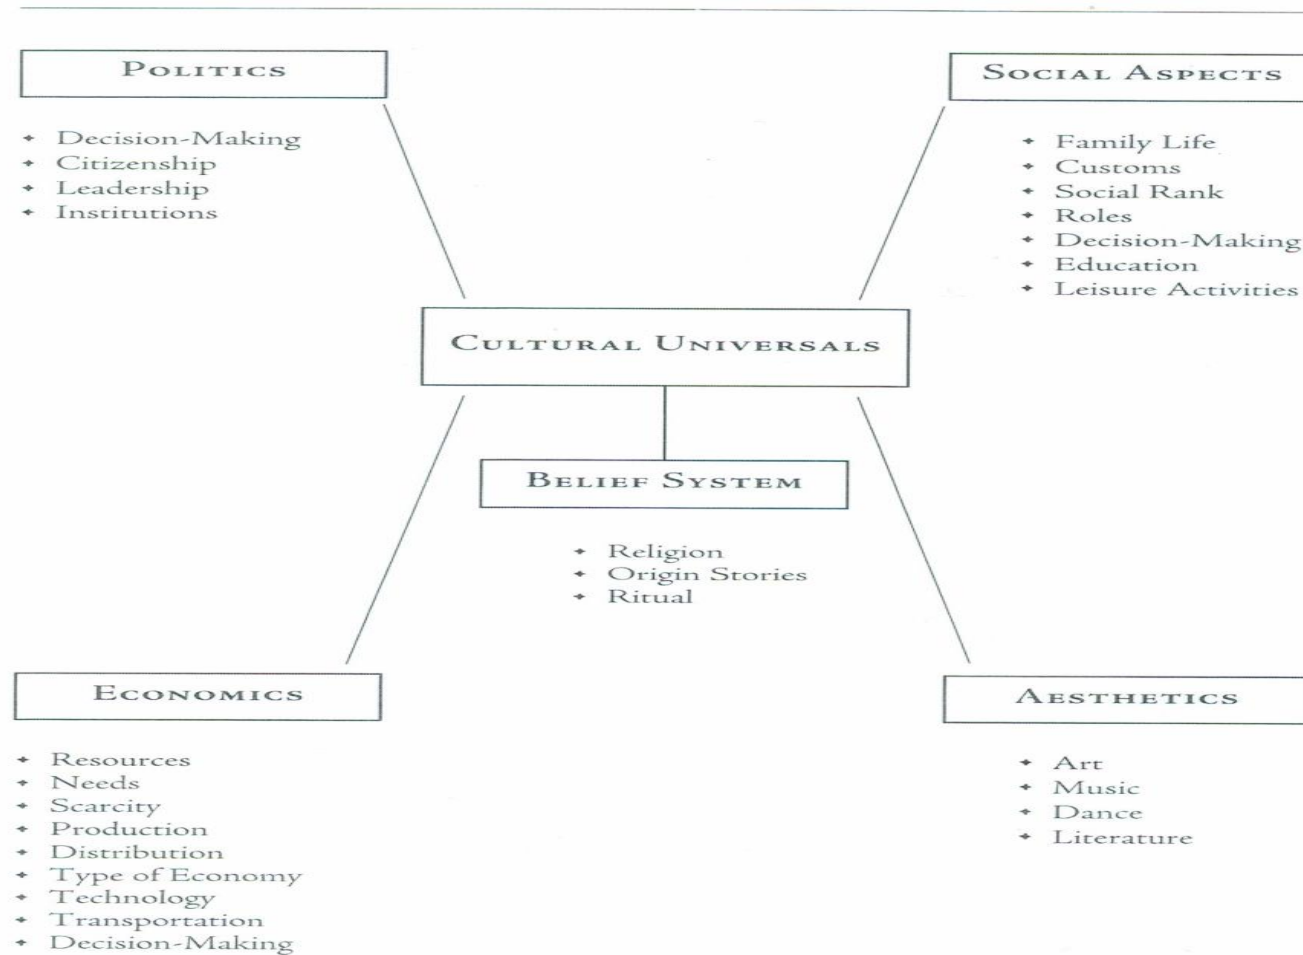 POLITICS
✦ Decision-Making
✦ Citizenship
✦ Leadership
✦ Institutions
SOCIAL ASPECTS
✦ Family Life
✦ Customs
✦ Social Rank
✦ Roles
✦ Decision-Making
✦ Education
✦ Leisure Activities
CULTURAL UNIVERSALS
BELIEF SYSTEM
✦ Religion
✦ Origin Stories
✦ Ritual
ECONOMICS
✦ Resources
✦ Needs
✦ Scarcity
✦ Production
✦ Distribution
✦ Type of Economy
✦ Technology
✦ Transportation
✦ Decision-Making
AESTHETICS
✦ Art
✦ Music
✦ Dance
✦ Literature